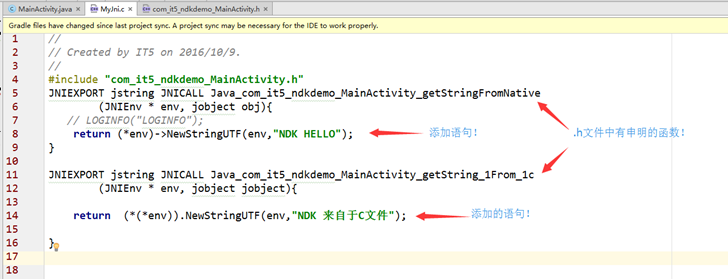 MainActivity.java × MyJni.c × com_it5_ndkdemo_MainActivity.h ×
Gradle files have changed since last project sync. A project sync may be necessary for the IDE to work properly.
1 //
2 // Created by IT5 on 2016/10/9.
3 //
4 #include "com_it5_ndkdemo_MainActivity.h"
5 JNIEXPORT jstring JNICALL Java_com_it5_ndkdemo_MainActivity_getStringFromNative
6 (JNIEnv * env, jobject obj){
.h文件中有申明的函数!
7 // LOGINFO("LOGINFO");
8 return (*env)->NewStringUTF(env,"NDK HELLO"); 添加语句!
9 }
10
11 JNIEXPORT jstring JNICALL Java_com_it5_ndkdemo_MainActivity_getString_1From_1c
12 (JNIEnv * env, jobject jobject){
13
14 return (*(*env)).NewStringUTF(env,"NDK 来自于C文件"); 添加的语句!
15
16 }
17
18